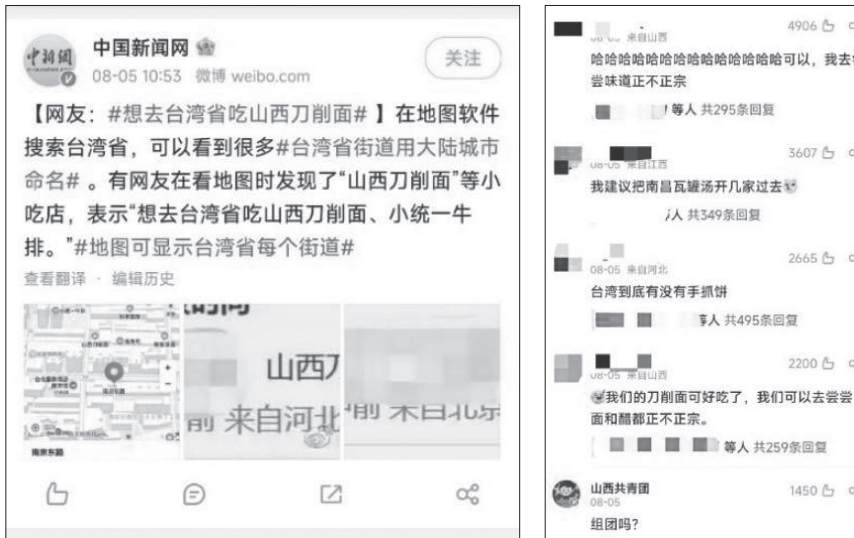 中国新闻网
08-05 10:53 微博 weibo.com
关注
【网友：#想去台湾省吃山西刀削面# 】在地图软件
搜索台湾省，可以看到很多#台湾省街道用大陆城市
命名# 。有网友在看地图时发现了“山西刀削面”等小
吃店，表示“想去台湾省吃山西刀削面、小统一牛
排。”#地图可显示台湾省每个街道#
查看翻译 · 编辑历史
南京东路
山西刀
削 来自河北
前 来自北京
4906
来自山西
哈哈哈哈哈哈哈哈哈哈哈哈哈哈可以，我去
尝味道正不正宗
等人 共295条回复
3607
08-05 来自江西
我建议把南昌瓦罐汤开几家过去
人 共349条回复
2665
08-05 来自河北
台湾到底有没有手抓饼
等人 共495条回复
2200
08-05 来自山西
我们的刀削面可好吃了，我们可以去尝尝
面和醋都正不正宗。
等人 共259条回复
山西共青团
1450
08-05
组团吗？